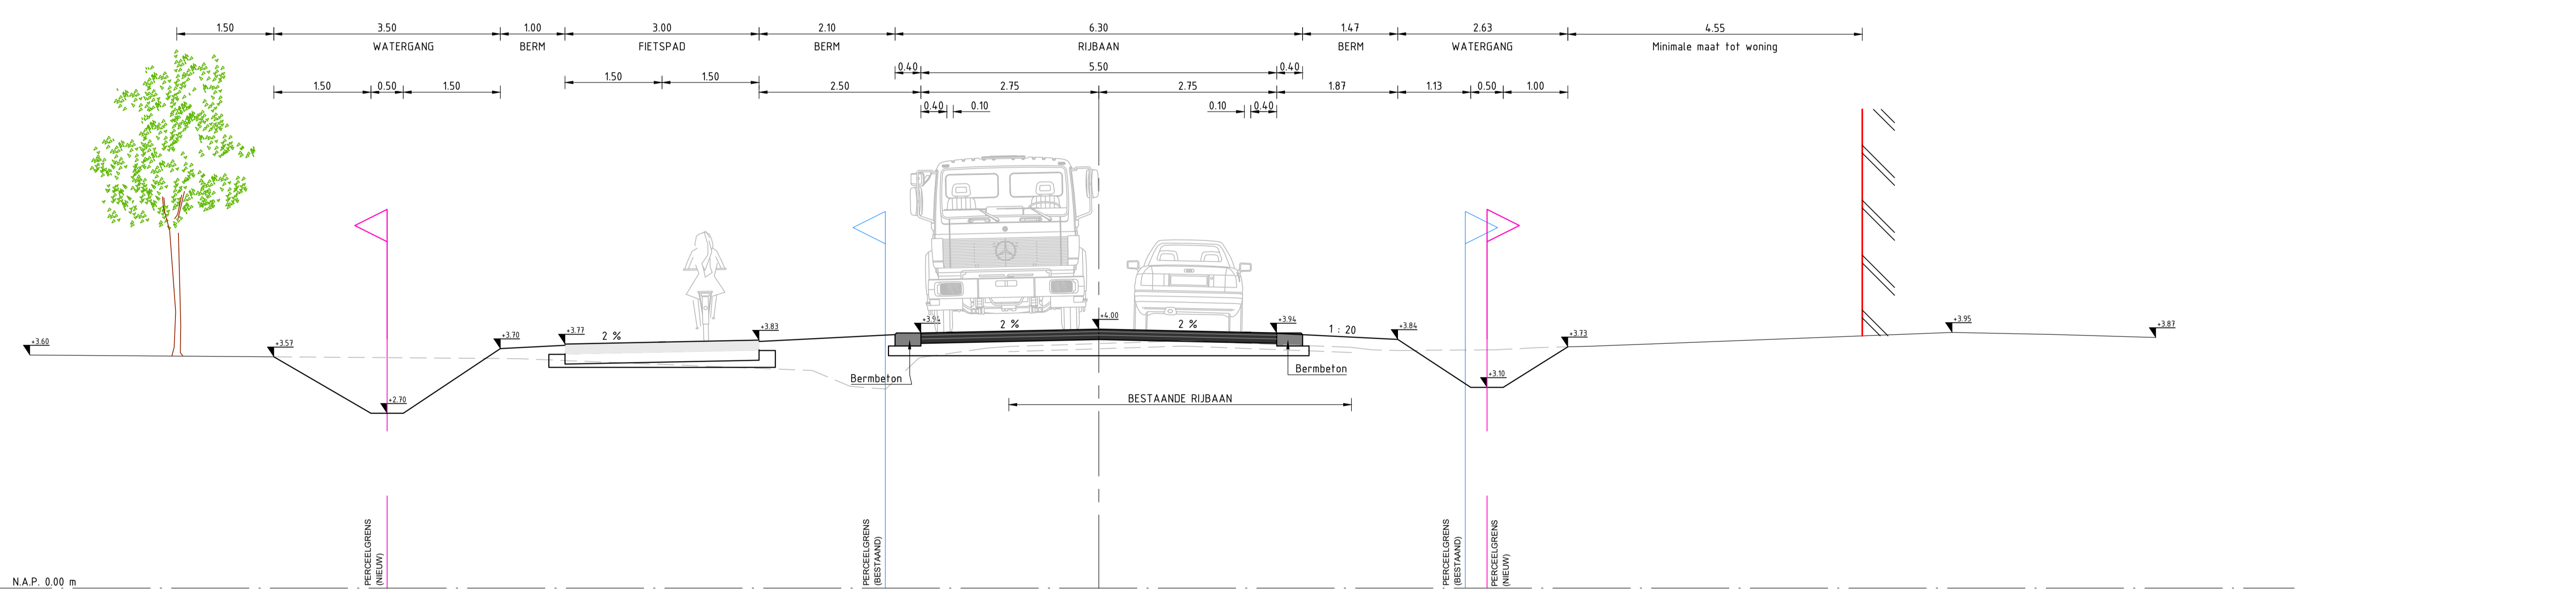 1.50 3.50 1.00 3.00 2.10 6.30 1.47 2.63 4.55
WATERGANG BERM FIETSPAD BERM RIJBAAN BERM WATERGANG Minimale maat tot woning
0.40 5.50 0.40
1.50 1.50
1.50 0.50 1.50 2.50 2.75 2.75 1.87 1.13 0.50 1.00
0.40 0.10 0.10 0.40
+4.00
+3.94 2 % 2 % +3.94
+3.95
+3.87
+3.83
+3.84
1 : 20
+3.77 2 %
+3.73
+3.70
+3.60
+3.57
Bermbeton
Bermbeton
+3.10
+2.70
BESTAANDE RIJBAAN
PERCEELGRENS
(NIEUW)
PERCEELGRENS
(BESTAAND)
PERCEELGRENS
(BESTAAND)
PERCEELGRENS
(NIEUW)
N.A.P. 0.00 m